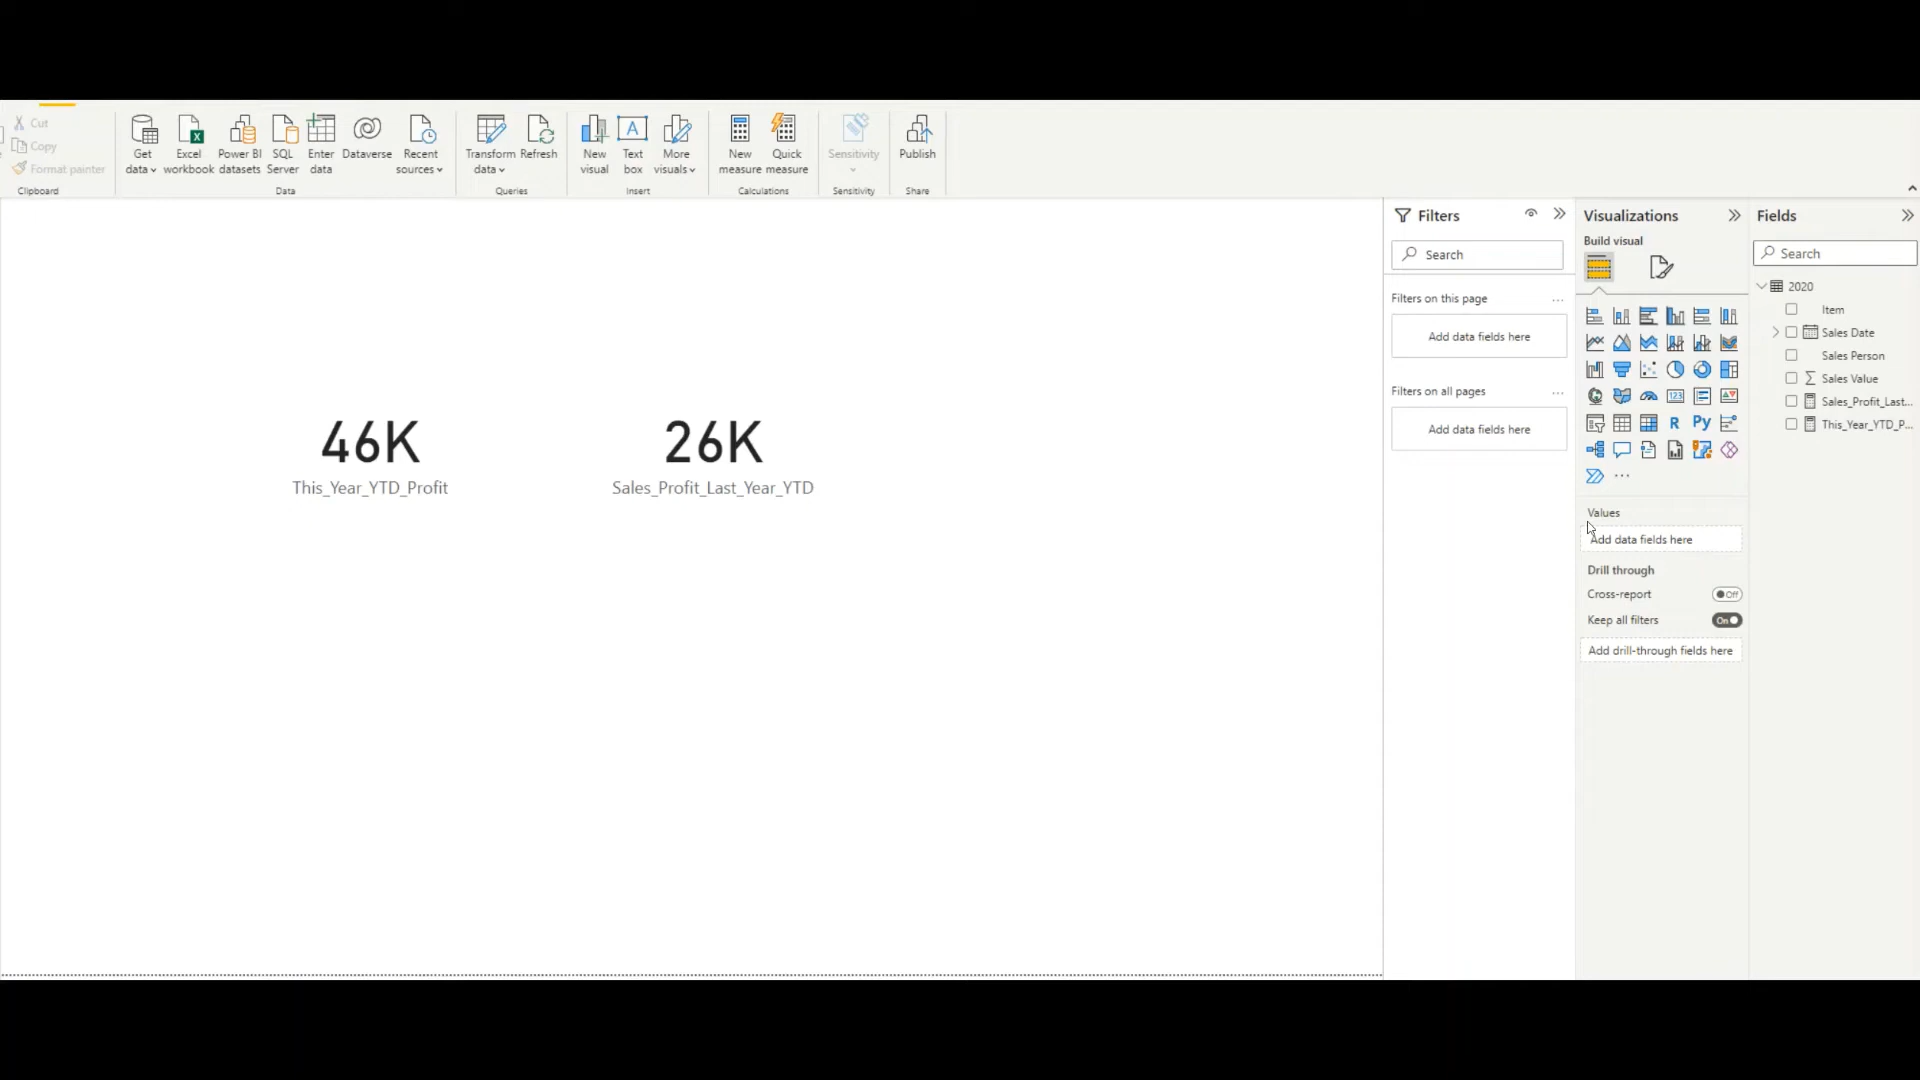 Cut
Copy
Format painter
Clipboard
Get data
Excel workbook
Power BI datasets
SQL Server
Enter data
Dataverse
Recent sources
Data
Transform data
Refresh
Queries
New visual
Text box
More visuals
Insert
New measure
Quick measure
Calculations
Sensitivity
Sensitivity
Publish
Share
46K
This_Year_YTD_Profit
26K
Sales_Profit_Last_Year_YTD
Filters
Search
Filters on this page
...
Add data fields here
Filters on all pages
...
Add data fields here
Visualizations
Build visual
123
R
Py
...
Values
Add data fields here
Drill through
Cross-report
Off
Keep all filters
On
Add drill-through fields here
Fields
Search
2020
Item
Sales Date
Sales Person
Sales Value
Sales_Profit_Last...
This_Year_YTD_P...